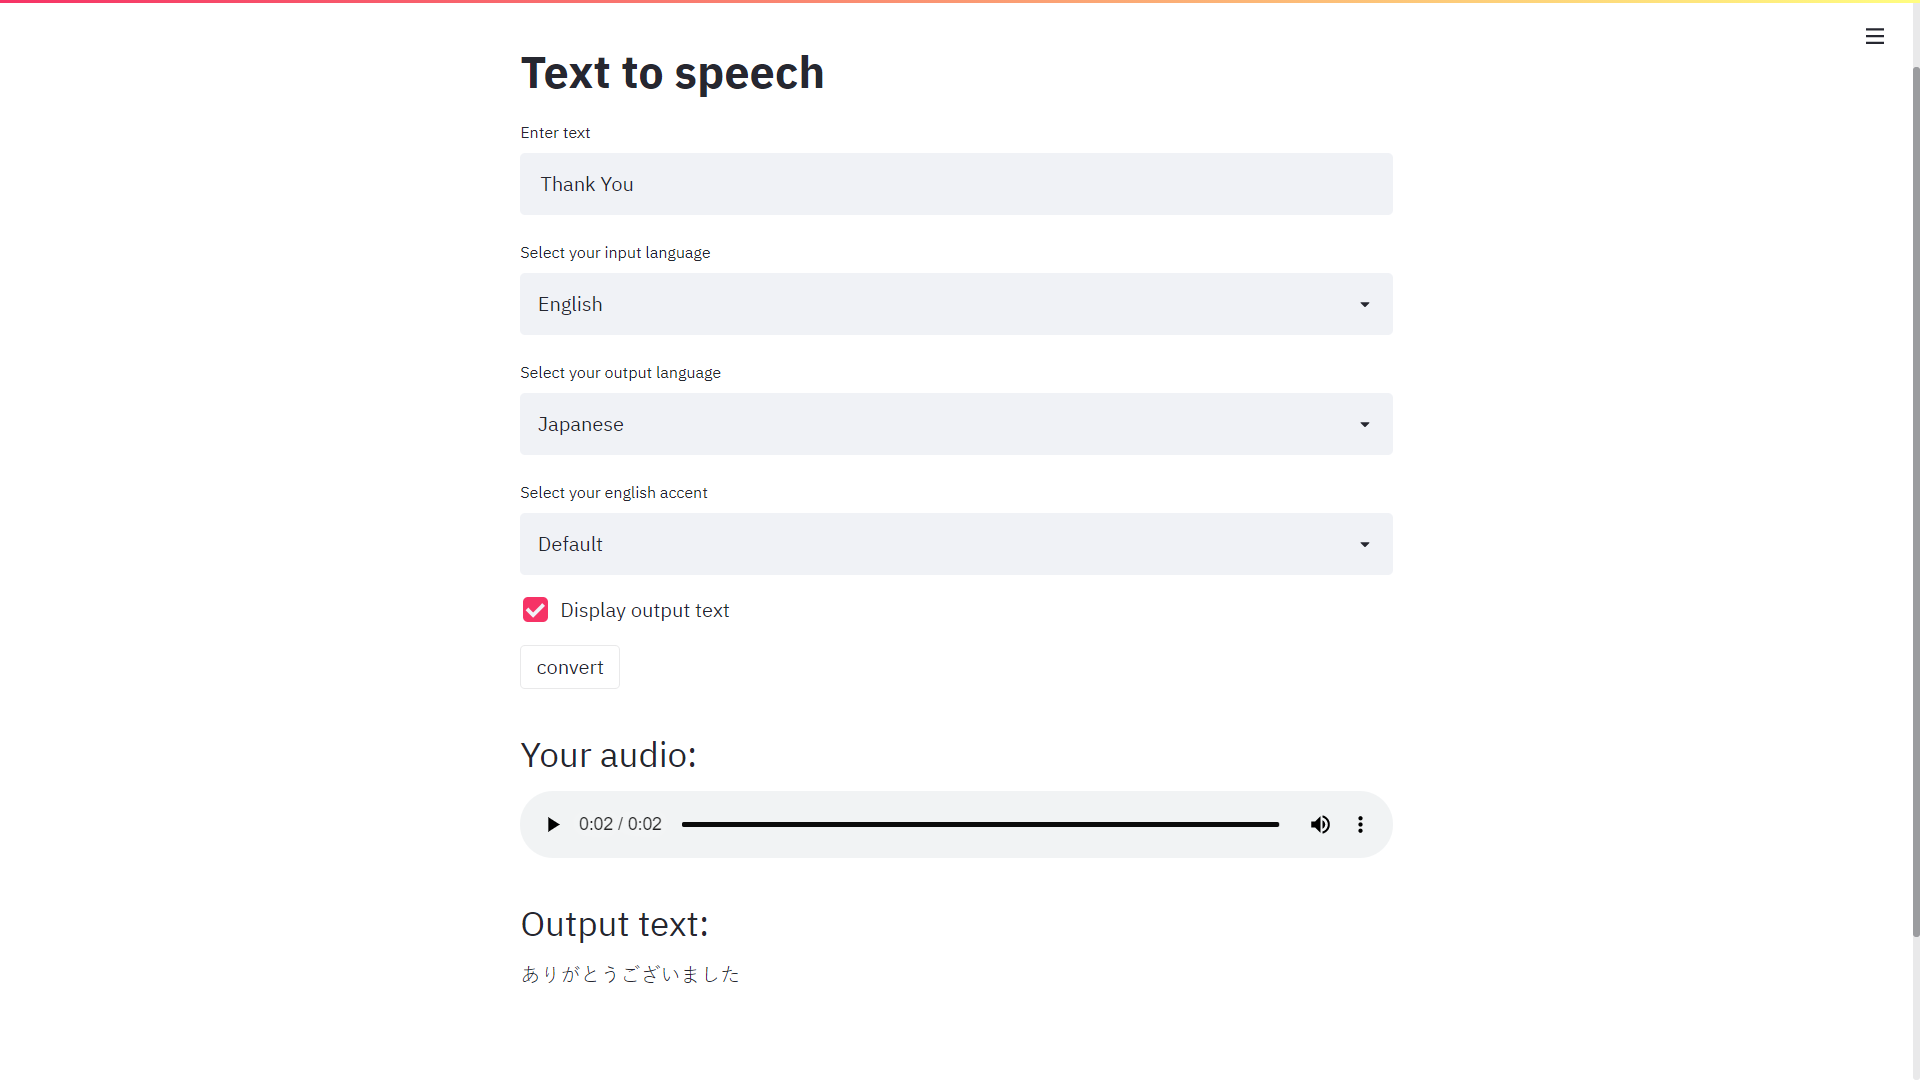 Text to speech
Enter text
Thank You
Select your input language
English
Select your output language
Japanese
Select your english accent
Default
Display output text
convert
Your audio:
0:02 / 0:02
Output text:
ありがとうございました